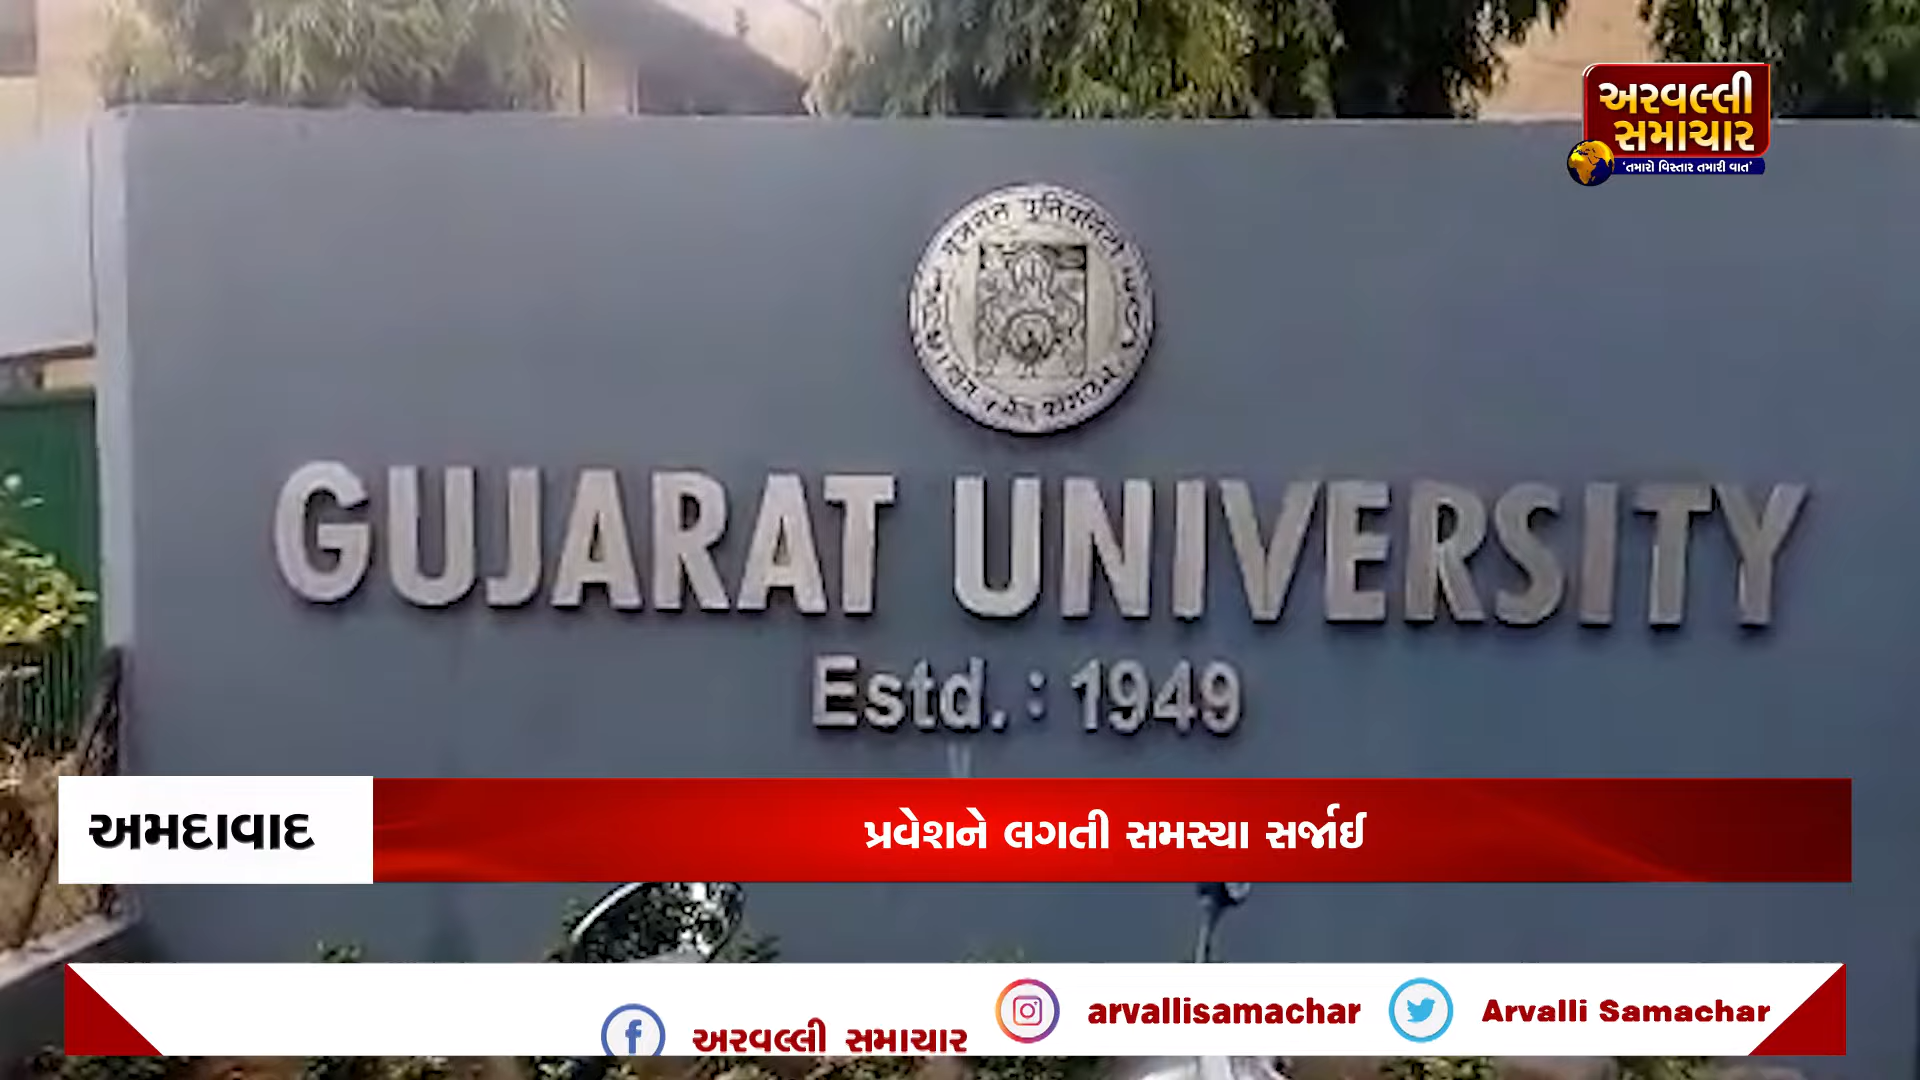 અરવલ્લી
સમાચાર
'તમારો વિસ્તાર તમારી વાત'
GUJARAT UNIVERSITY
Estd. : 1949
અમદાવાદ
પ્રવેશને લગતી સમસ્યા સર્જાઈ
અરવલ્લી સમાચાર
arvallisamachar
Arvalli Samachar